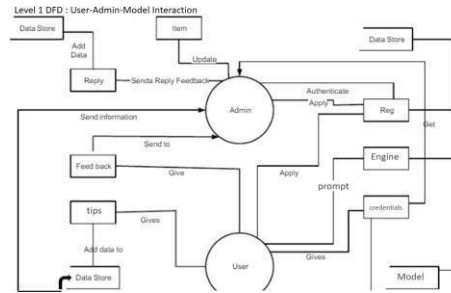 Level 1 DFD : User-Admin-Model Interaction
Data Store
Item
Data Store
Add
Data
Update
Reply
Senda Reply Feedback
Authenticate
Admin
Apply
Reg
Send information
Get
Send to
Engine
Feed back
Give
Apply
prompt
tips
Gives
credentials
Add data to
User
Gives
Data Store
Model